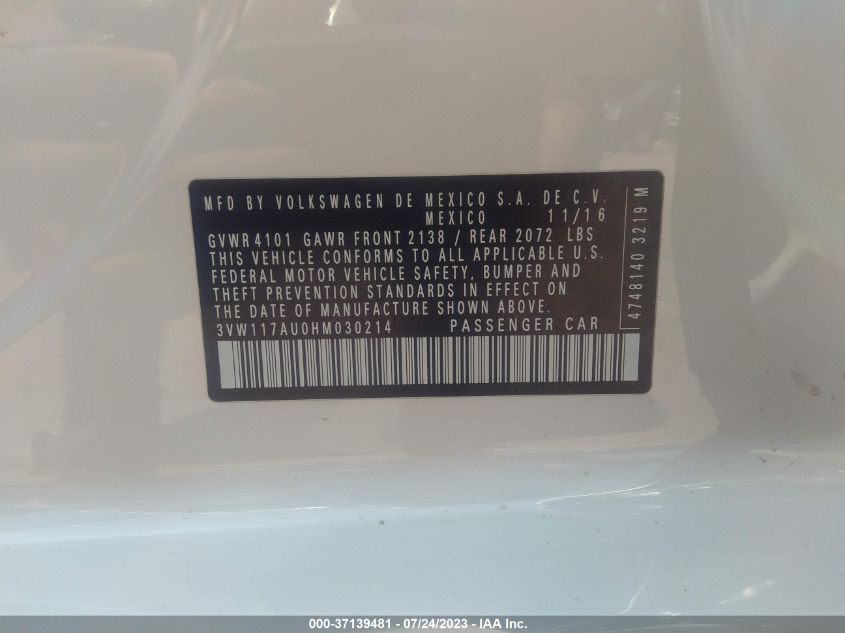 MFD BY VOLKSWAGEN DE MEXICO S.A. DE C.V.
MEXICO 11/16
GVWR 4101 GAWR FRONT 2138 / REAR 2072 LBS
THIS VEHICLE CONFORMS TO ALL APPLICABLE U.S.
FEDERAL MOTOR VEHICLE SAFETY, BUMPER AND
THEFT PREVENTION STANDARDS IN EFFECT ON
THE DATE OF MANUFACTURE SHOWN ABOVE.
3VW117AU0HM030214 PASSENGER CAR
4748140 3219 M
000-37139481 - 07/24/2023 - IAA Inc.